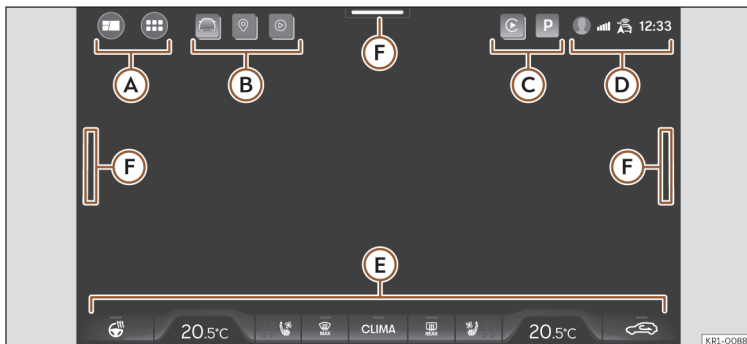 P
12:33
A
B
F
C
D
F
F
E
MAX
REAR
20.5°C
CLIMA
20.5°C
KR1-0088